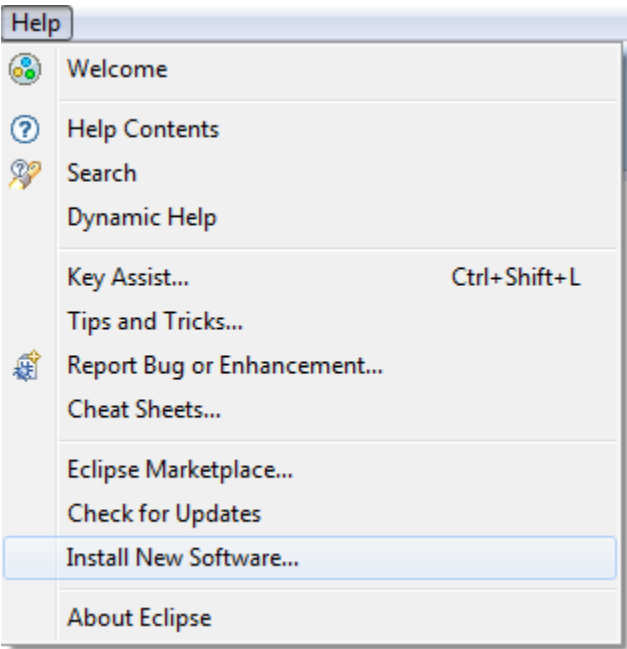 Help
Welcome
Help Contents
Search
Dynamic Help
Key Assist... Ctrl+Shift+L
Tips and Tricks...
Report Bug or Enhancement...
Cheat Sheets...
Eclipse Marketplace...
Check for Updates
Install New Software...
About Eclipse